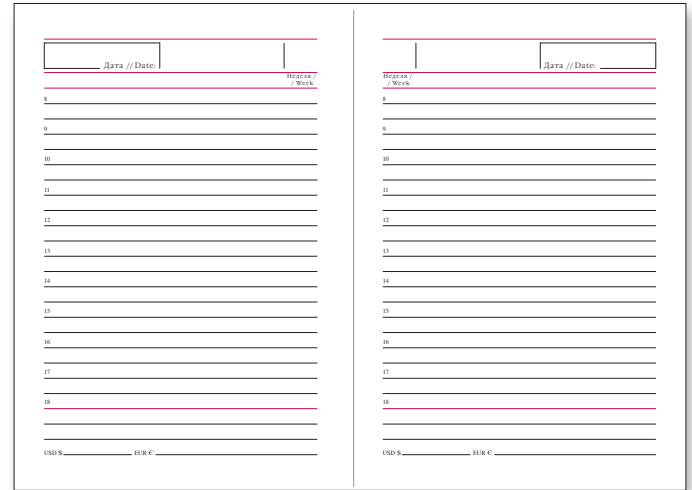 Дата // Date:
Неделя /
/ Week
8
9
10
11
12
13
14
15
16
17
18
USD $ EUR €
Дата // Date:
Неделя /
/ Week
8
9
10
11
12
13
14
15
16
17
18
USD $ EUR €